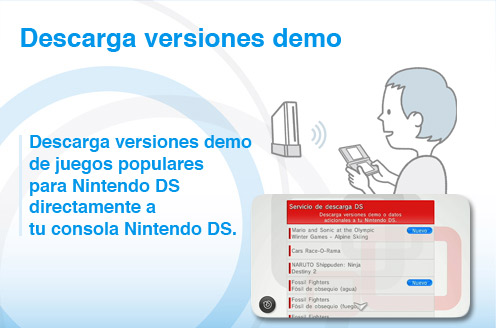 Descarga versiones demo
Descarga versiones demo
de juegos populares
para Nintendo DS
directamente a
tu consola Nintendo DS.
Servicio de descarga DS
Descarga versiones demo o datos
adicionales a tu Nintendo DS.
Mario and Sonic at the Olympic
Winter Games - Alpine Skiing
Nuevo
Cars Race-O-Rama
NARUTO Shippuden: Ninja
Destiny 2
Fossil Fighters
Fósil de obsequio (agua)
Nuevo
Fossil Fighters
Fósil de obsequio (fuego)
Fossil Fighters